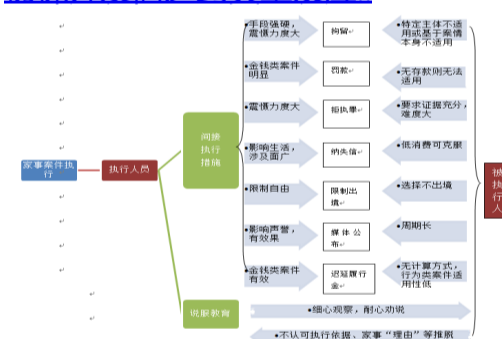 •手段强硬，
震慑力度大
拘留
•特定主体不适
用或基于案情
本身不适用
•金钱类案件
明显
罚款
•无存款则无法
适用
•震慑力度大
拒执罪
•要求证据充分，
难度大
间接
执行
措施
•影响生活，
涉及面广
纳失信
•低消费可克服
家事案件执
行
执行人员
被
执
行
人
•限制自由
限制出
境
•选择不出境
•影响声誉，
有效果
媒体公
布
•周期长
•金钱类案件
有效
迟延履行
金
•无计算方式，
行为类案件适
用性低
说服教育
•细心观察，耐心劝说
•不认可执行依据、家事“理由”等推脱